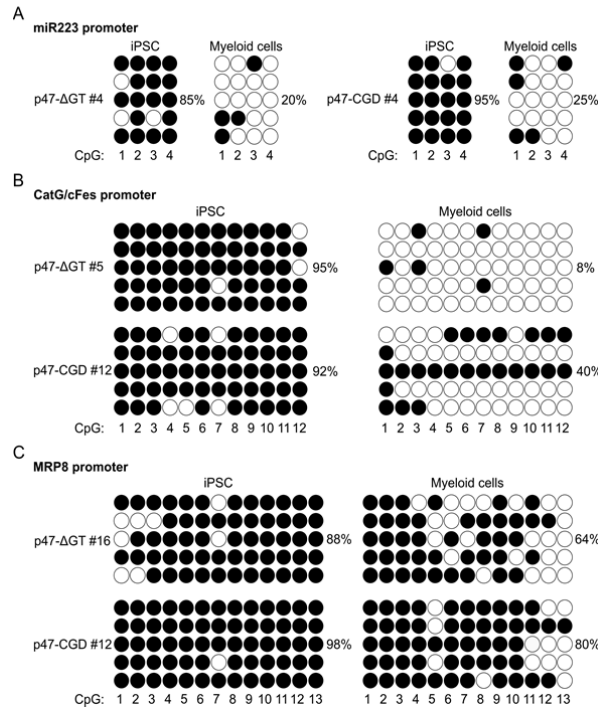 A
miR223 promoter
iPSC Myeloid cells iPSC Myeloid cells
p47-ΔGT #4 85% 20% p47-CGD #4 95% 25%
CpG: 1 2 3 4 1 2 3 4 1 2 3 4 1 2 3 4
B
CatG/cFes promoter
iPSC Myeloid cells
p47-ΔGT #5 95% 8%
p47-CGD #12 92% 40%
CpG: 1 2 3 4 5 6 7 8 9 10 11 12 1 2 3 4 5 6 7 8 9 10 11 12
C
MRP8 promoter
iPSC Myeloid cells
p47-ΔGT #16 88% 64%
p47-CGD #12 98% 80%
CpG: 1 2 3 4 5 6 7 8 9 10 11 12 13 1 2 3 4 5 6 7 8 9 10 11 12 13